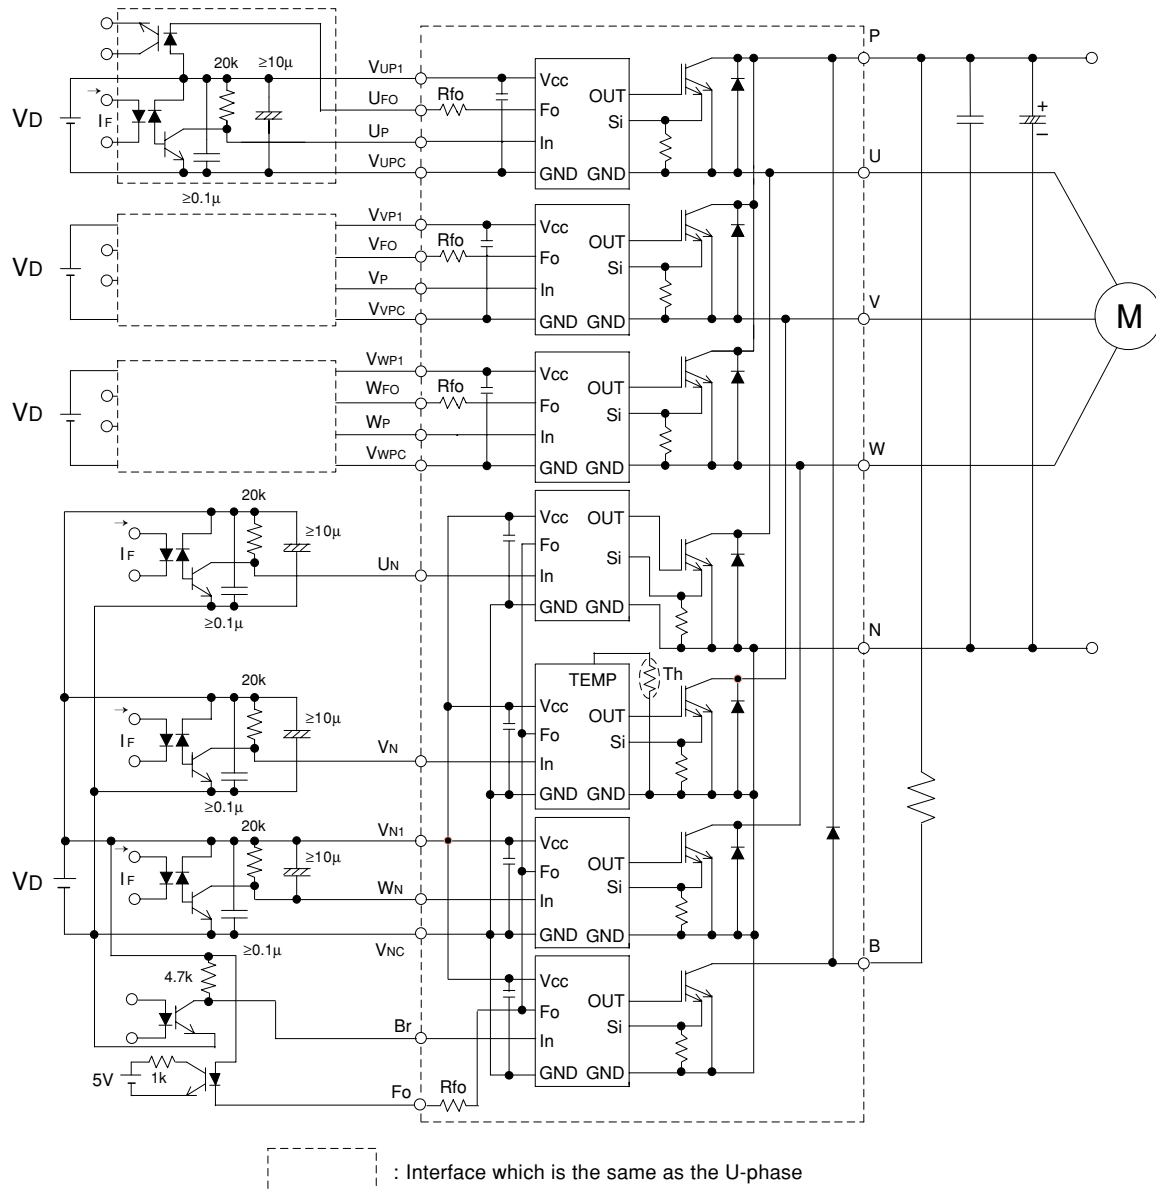 P
20k
≥10µ
VUP1
Vcc
UFO
Rfo
OUT
Fo
VD
IF
UP
Si
In
+
–
VUPC
GND GND
U
≥0.1µ
VVP1
Vcc
VFO
Rfo
OUT
Fo
VD
Si
VP
In
VVPC
GND GND
V
M
VWP1
Vcc
WFO
Rfo
OUT
VD
Fo
Si
WP
In
VWPC
GND GND
W
20k
≥10µ
Vcc
OUT
Fo
IF
Si
UN
In
≥0.1µ
GND GND
N
TEMP
Th
20k
≥10µ
Vcc
OUT
IF
Fo
Si
VN
In
≥0.1µ
GND GND
20k
VN1
Vcc
≥10µ
OUT
Fo
VD
IF
Si
WN
In
VNC
≥0.1µ
GND GND
B
4.7k
Vcc
OUT
Fo
Si
Br
In
5V
1k
GND GND
Fo
Rfo
: Interface which is the same as the U-phase